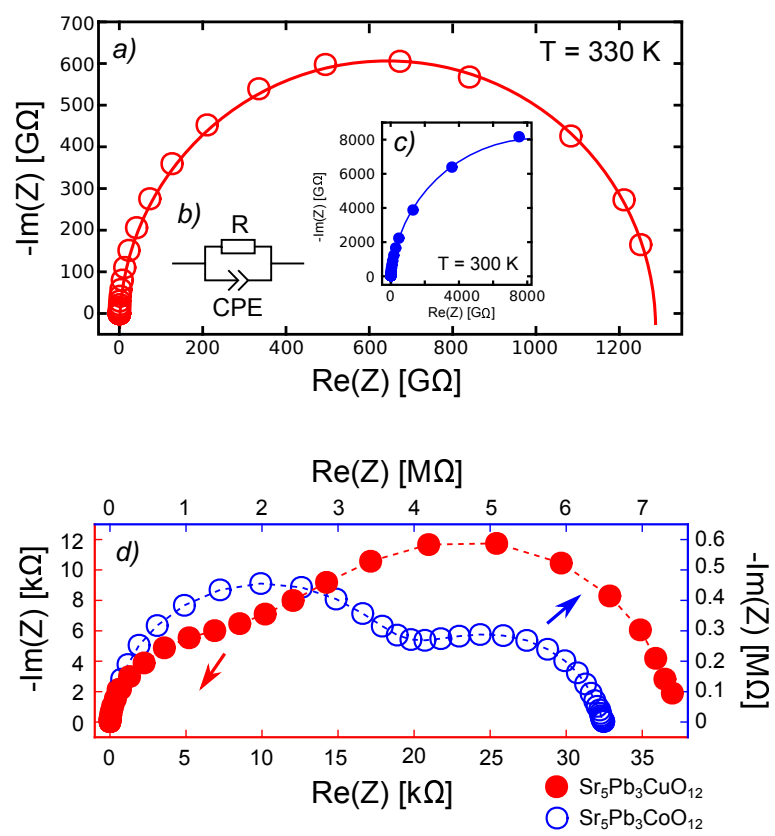 a)
T = 330 K
-Im(Z) [GΩ]
700
600
500
400
300
200
100
0
0
200
400
600
800
1000
1200
Re(Z) [GΩ]
b)
R
CPE
c)
-Im(Z) [GΩ]
8000
6000
4000
2000
0
0
4000
8000
Re(Z) [GΩ]
T = 300 K
Re(Z) [MΩ]
0
1
2
3
4
5
6
7
d)
-Im(Z) [kΩ]
12
10
8
6
4
2
0
0.6
0.5
0.4
0.3
0.2
0.1
0
-Im(Z) [MΩ]
0
5
10
15
20
25
30
35
Re(Z) [kΩ]
Sr₅Pb₃CuO₁₂
Sr₅Pb₃CoO₁₂